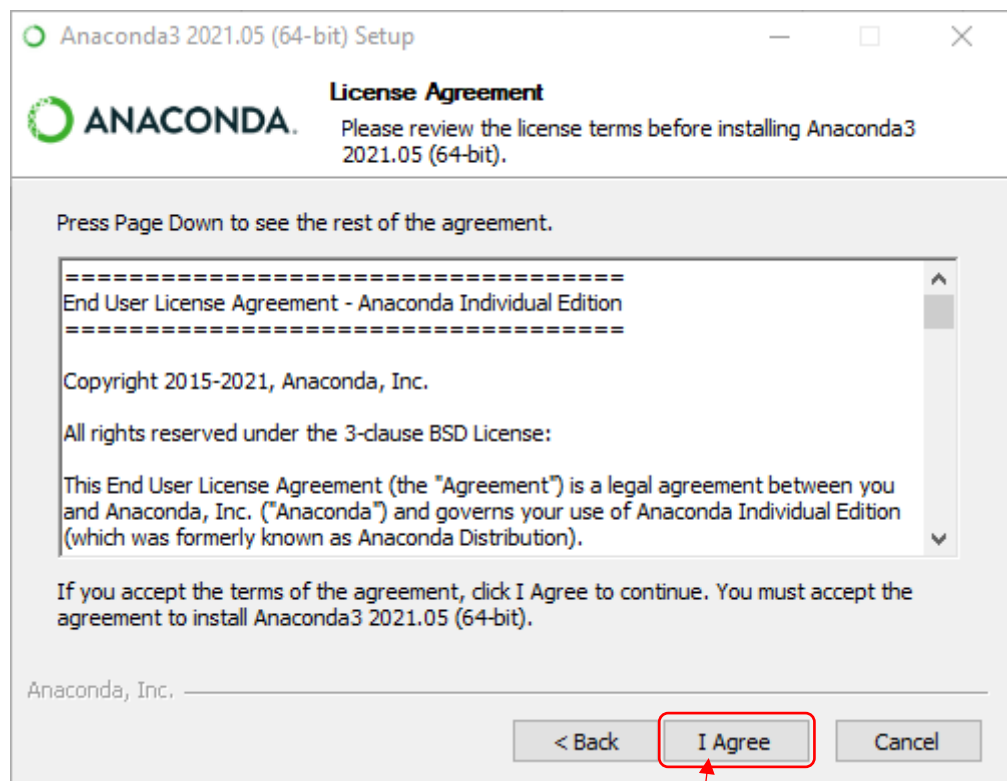 Anaconda3 2021.05 (64-bit) Setup
ANACONDA.
License Agreement
Please review the license terms before installing Anaconda3
2021.05 (64-bit).
Press Page Down to see the rest of the agreement.
===================================
End User License Agreement - Anaconda Individual Edition
===================================
Copyright 2015-2021, Anaconda, Inc.
All rights reserved under the 3-clause BSD License:
This End User License Agreement (the "Agreement") is a legal agreement between you
and Anaconda, Inc. ("Anaconda") and governs your use of Anaconda Individual Edition
(which was formerly known as Anaconda Distribution).
If you accept the terms of the agreement, click I Agree to continue. You must accept the
agreement to install Anaconda3 2021.05 (64-bit).
Anaconda, Inc.
< Back
I Agree
Cancel